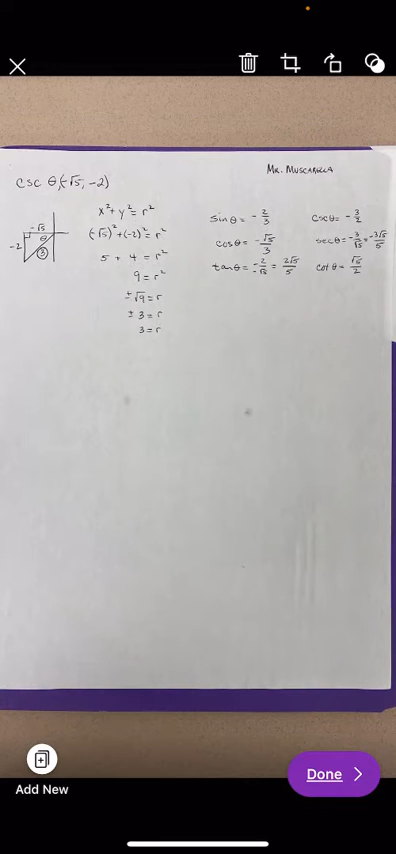 MR. MUSCARELLA
csc θ, (-√5, -2)
x² + y² = r²
(-√5)² + (-2)² = r²
5 + 4 = r²
9 = r²
± √9 = r
± 3 = r
3 = r
-√5
-2
θ
3
sin θ = -2/3
cos θ = -√5/3
tan θ = -2/-√5 = 2√5/5
csc θ = -3/2
sec θ = -3/√5 = -3√5/5
cot θ = √5/2
Add New
Done